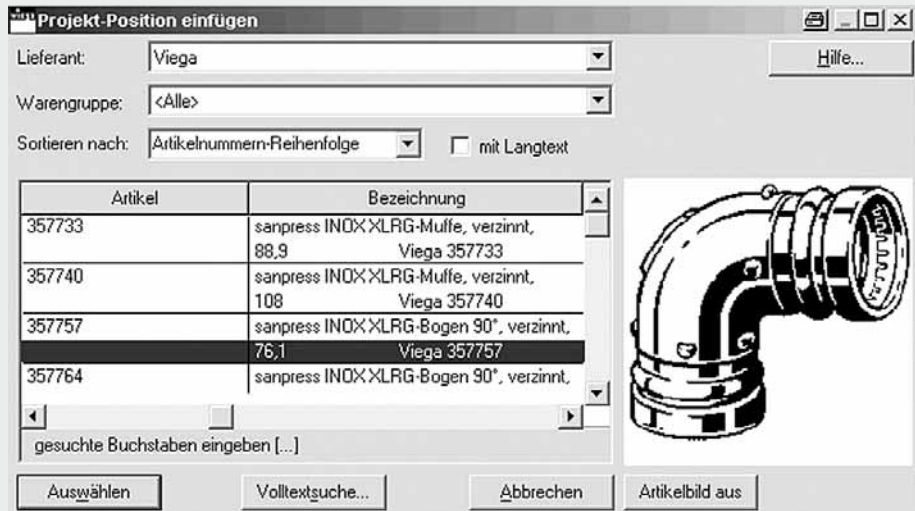 Projekt-Position einfügen
Lieferant: Viega
Hilfe...
Warengruppe: <Alle>
Sortieren nach: Artikelnummern-Reihenfolge mit Langtext
Artikel Bezeichnung
357733 sanpress INOX XLRG-Muffe, verzinnt,
88,9 Viega 357733
357740 sanpress INOX XLRG-Muffe, verzinnt,
108 Viega 357740
357757 sanpress INOX XLRG-Bogen 90°, verzinnt,
76,1 Viega 357757
357764 sanpress INOX XLRG-Bogen 90°, verzinnt,
gesuchte Buchstaben eingeben [...]
Auswählen Volltextsuche... Abbrechen Artikelbild aus